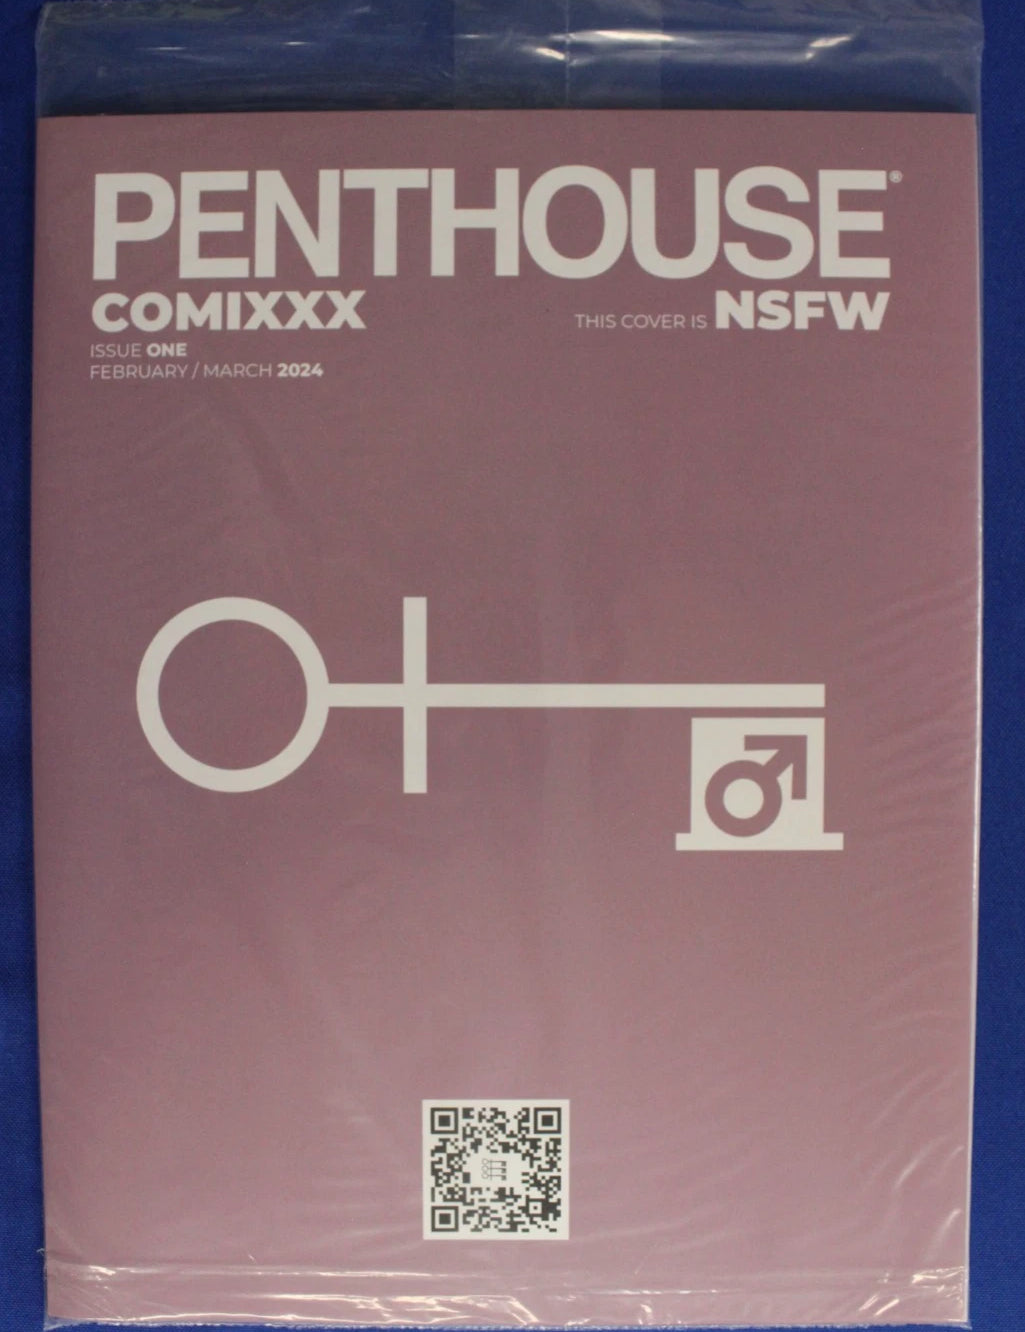 PENTHOUSE®
COMIXXX
THIS COVER IS NSFW
ISSUE ONE
FEBRUARY / MARCH 2024